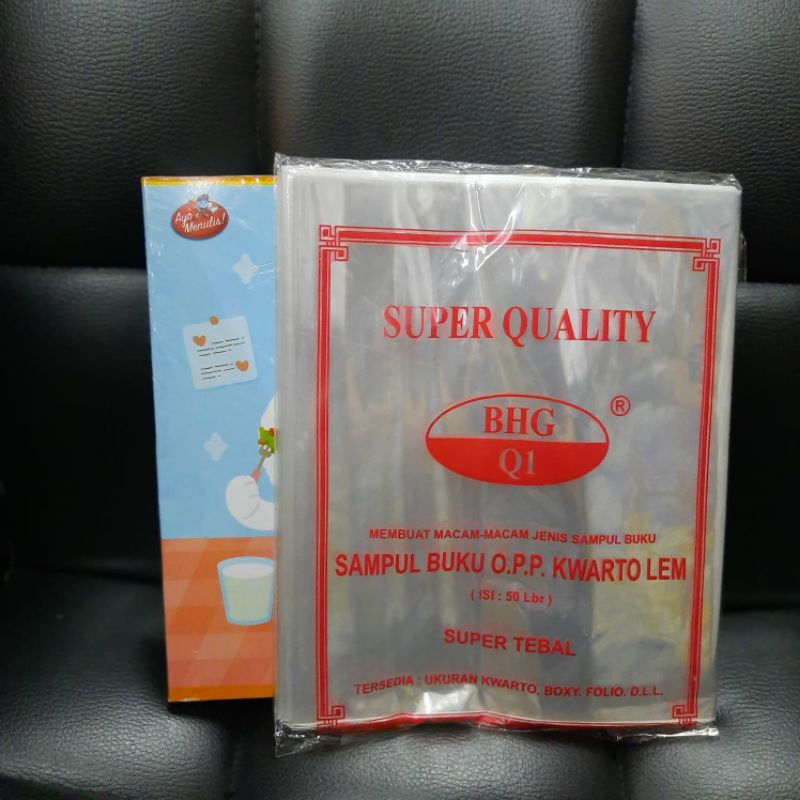 Ayo
Menulis!
SUPER QUALITY
BHG
®
Q1
MEMBUAT MACAM-MACAM JENIS SAMPUL BUKU
SAMPUL BUKU O.P.P. KWARTO LEM
( ISI : 50 Lbr )
SUPER TEBAL
TERSEDIA : UKURAN KWARTO, BOXY, FOLIO, D.L.L.